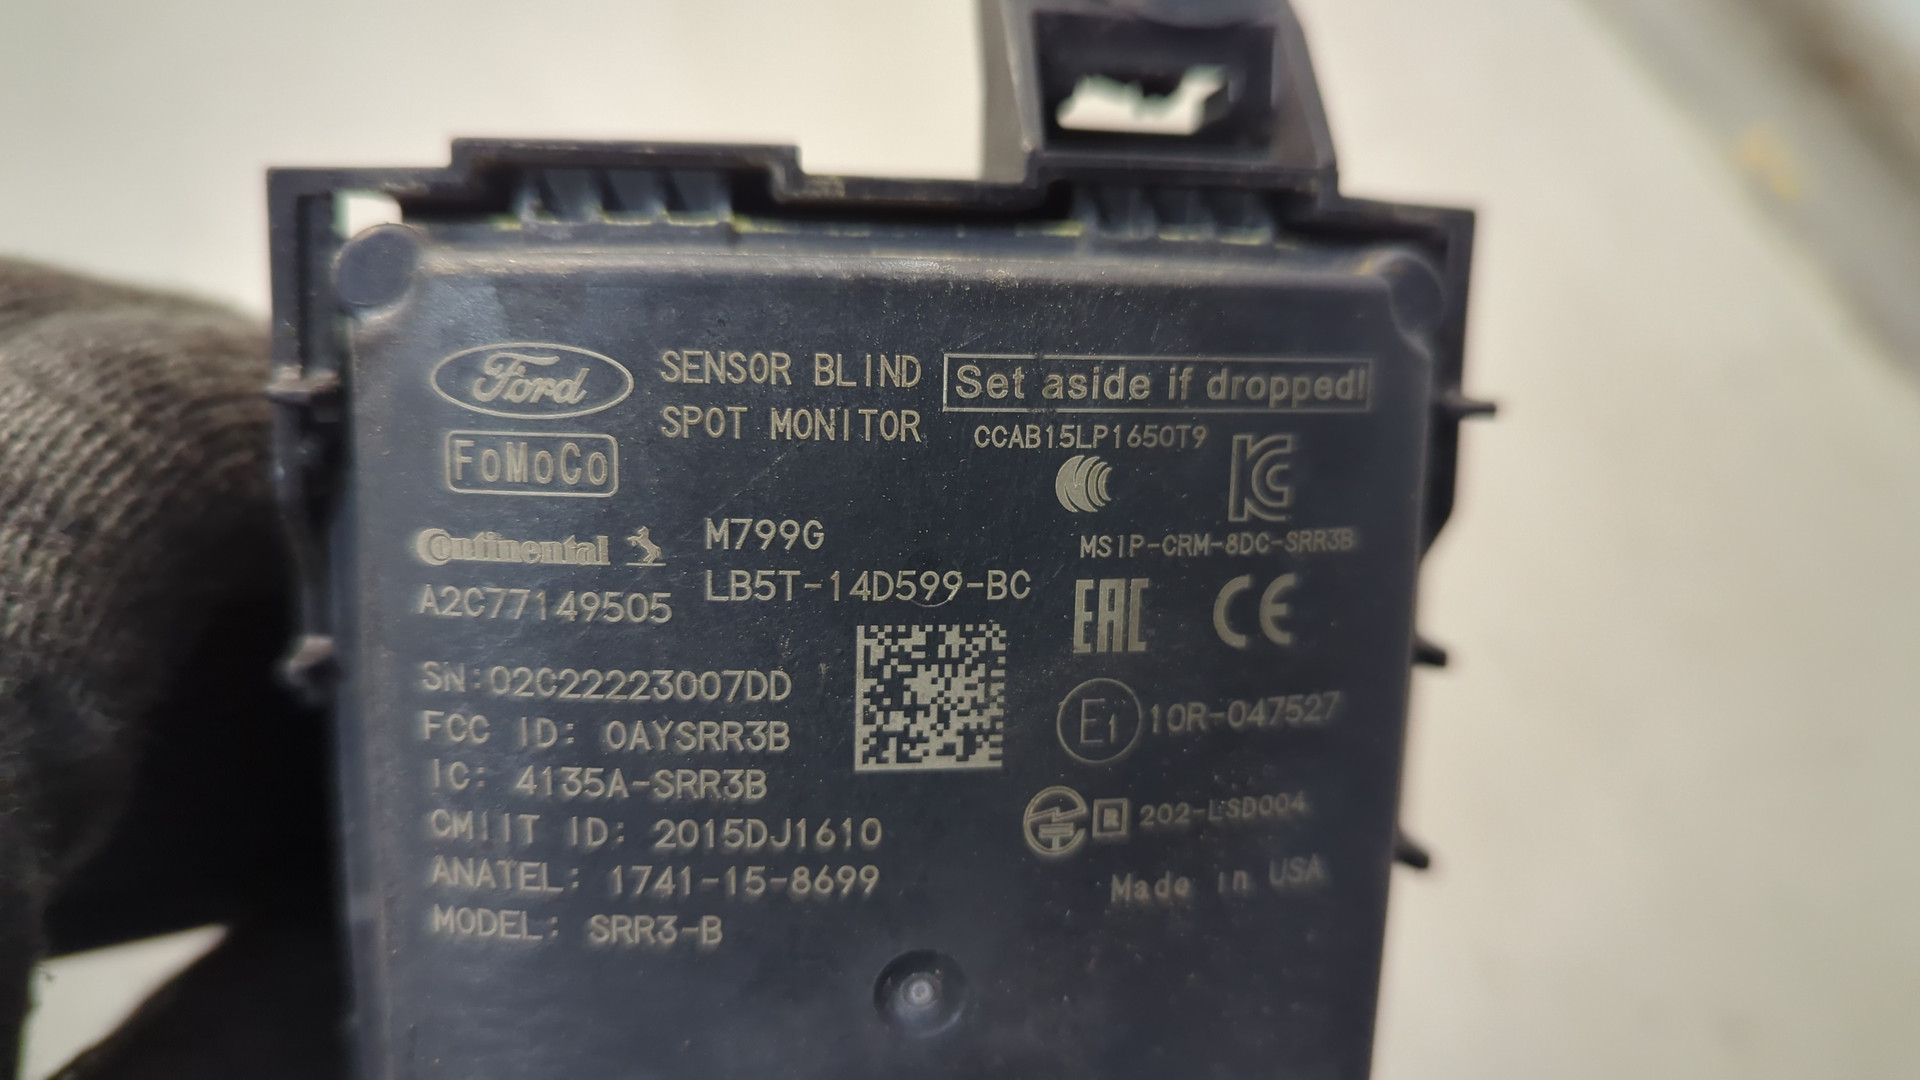 Ford
SENSOR BLIND
SPOT MONITOR
Set aside if dropped!
FoMoCo
CCAB15LP1650T9
CCC
KC
Continental
M799G
MSIP-CRM-8DC-SRR3B
A2C77149505
LB5T-14D599-BC
EAC CE
SN:02C22223007DD
FCC ID: OAYSRR3B
E1 10R-047527
IC: 4135A-SRR3B
CMIIT ID: 2015DJ1610
R 202-LSD004
ANATEL: 1741-15-8699
Made in USA
MODEL: SRR3-B